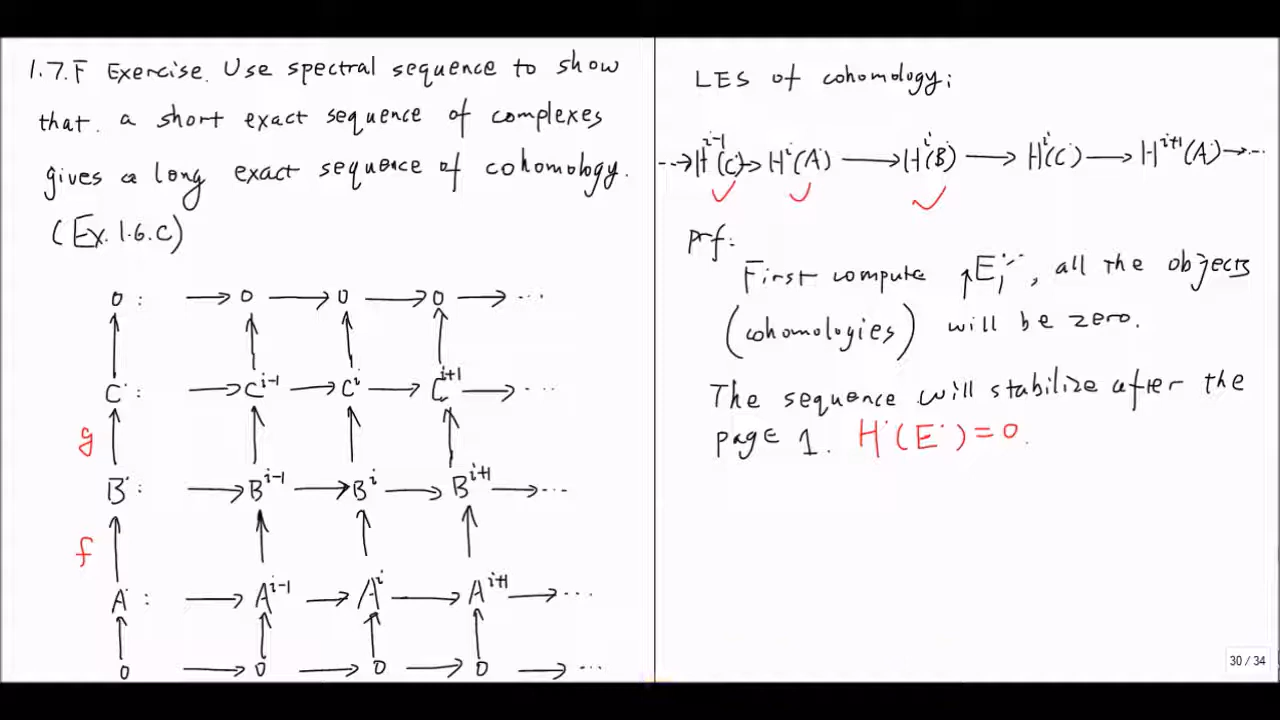 1.7.F Exercise. Use spectral sequence to show
that. a short exact sequence of complexes
gives a long exact sequence of cohomology.
(Ex. 1.6.C)
0 : → 0 → 0 → 0 → ...
C˙ : → C^{i-1} → C^i → C^{i+1} → ...
g
B˙ : → B^{i-1} → B^i → B^{i+1} → ...
f
A˙ : → A^{i-1} → A^i → A^{i+1} → ...
0 → 0 → 0 → 0 → ...
LES of cohomology:
...→ H^{i-1}(C˙) → H^i(A˙) → H^i(B˙) → H^i(C˙) → H^{i+1}(A˙) → ...
prf:
First compute ↑E_1^{˙,˙}, all the objects
(cohomologies) will be zero.
The sequence will stabilize after the
page 1. H˙(E˙) = 0.
30 / 34